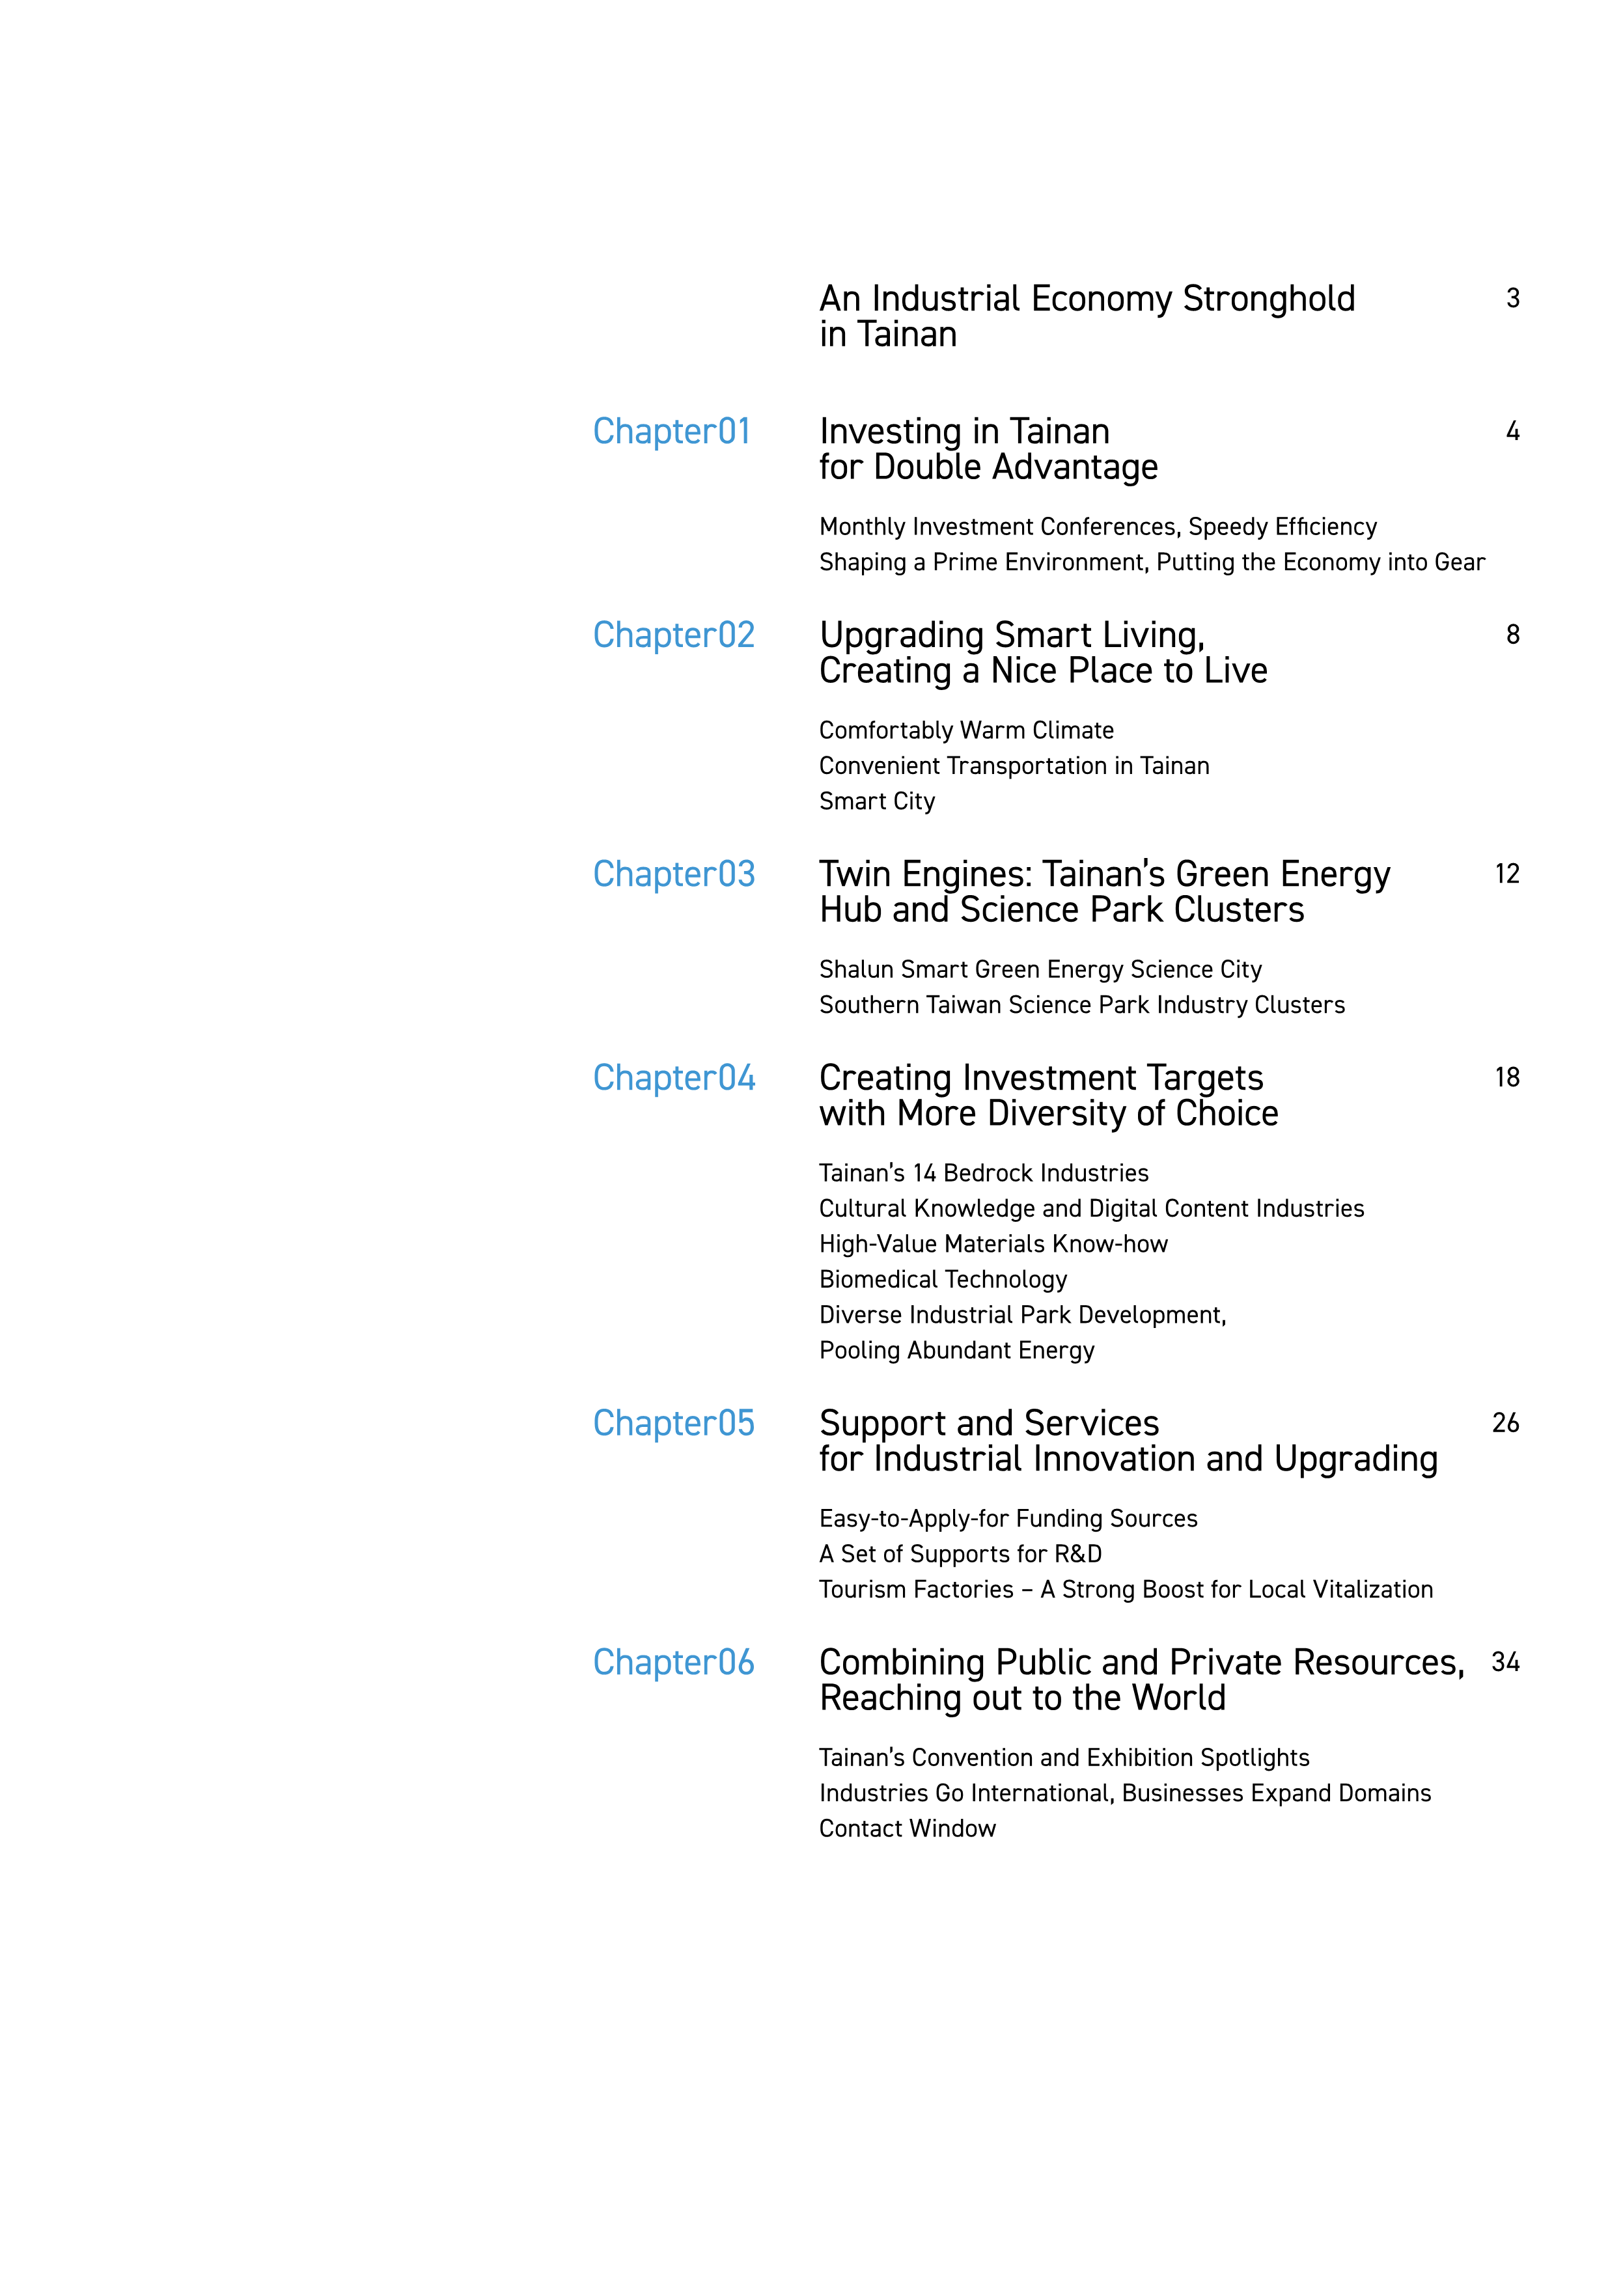 An Industrial Economy Stronghold 3
in Tainan
Chapter01 Investing in Tainan 4
for Double Advantage
Monthly Investment Conferences, Speedy Efficiency
Shaping a Prime Environment, Putting the Economy into Gear
Chapter02 Upgrading Smart Living, 8
Creating a Nice Place to Live
Comfortably Warm Climate
Convenient Transportation in Tainan
Smart City
Chapter03 Twin Engines: Tainan's Green Energy 12
Hub and Science Park Clusters
Shalun Smart Green Energy Science City
Southern Taiwan Science Park Industry Clusters
Chapter04 Creating Investment Targets 18
with More Diversity of Choice
Tainan's 14 Bedrock Industries
Cultural Knowledge and Digital Content Industries
High-Value Materials Know-how
Biomedical Technology
Diverse Industrial Park Development,
Pooling Abundant Energy
Chapter05 Support and Services 26
for Industrial Innovation and Upgrading
Easy-to-Apply-for Funding Sources
A Set of Supports for R&D
Tourism Factories – A Strong Boost for Local Vitalization
Chapter06 Combining Public and Private Resources, 34
Reaching out to the World
Tainan's Convention and Exhibition Spotlights
Industries Go International, Businesses Expand Domains
Contact Window